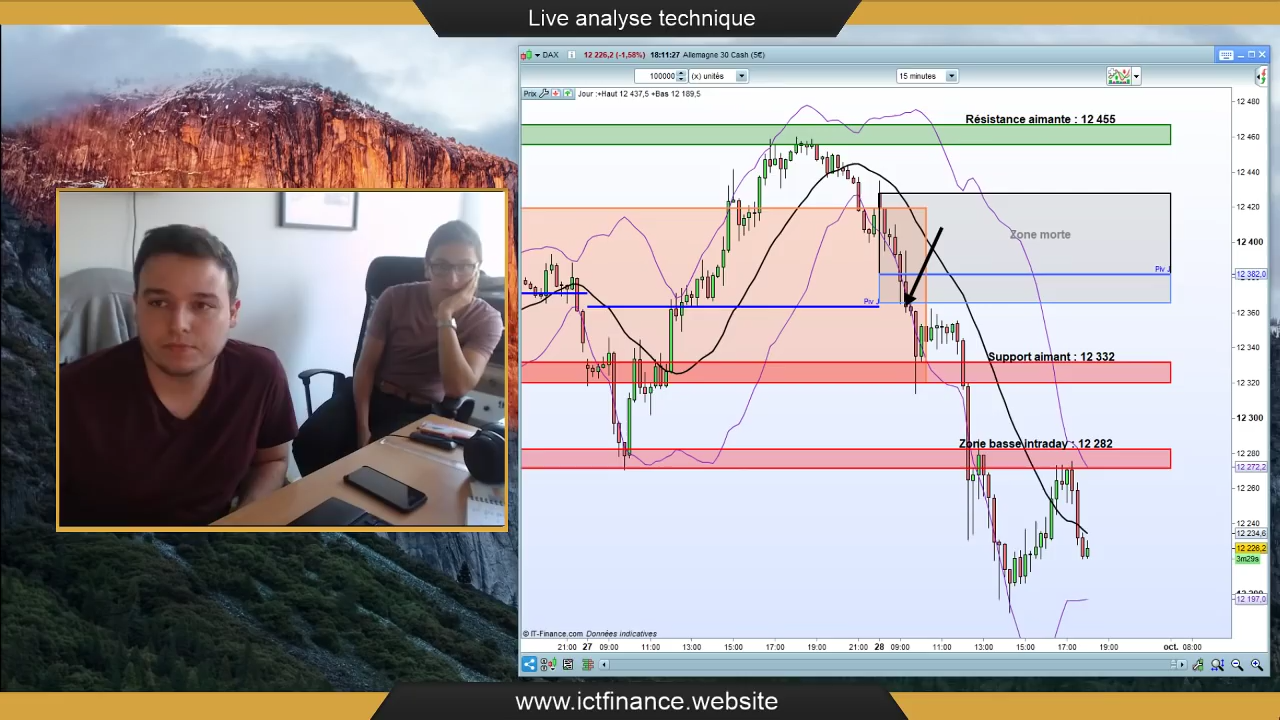 Live analyse technique
DAX 12 226,2 (-1,58%) 18:11:27 Allemagne 30 Cash (5€)
100000 (x) unités 15 minutes
Prix Jour :+Haut 12 437,5 +Bas 12 189,5
12 480
Résistance aimante : 12 455
12 460
12 440
12 420
Zone morte
12 400
Piv J
12 382,0
Piv J
12 360
Support aimant : 12 332
12 340
12 320
12 300
Zone basse intraday : 12 282
12 280
12 272,2
12 260
12 240
12 234,6
12 226,2
3m29s
12 197,0
© IT-Finance.com Données indicatives
21:00 27 09:00 11:00 13:00 15:00 17:00 19:00 21:00 28 09:00 11:00 13:00 15:00 17:00 19:00 oct. 08:00
www.ictfinance.website